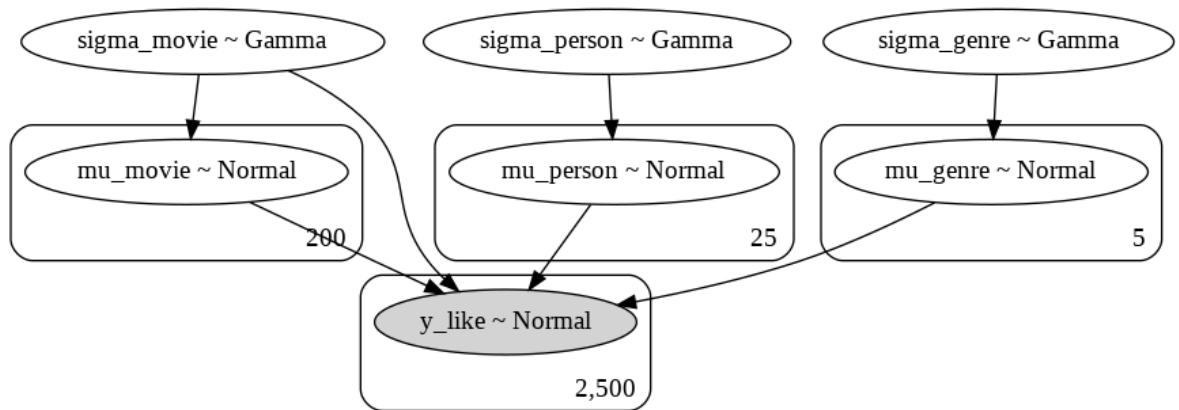 sigma_movie ~ Gamma
sigma_person ~ Gamma
sigma_genre ~ Gamma
mu_movie ~ Normal
mu_person ~ Normal
mu_genre ~ Normal
200
25
5
y_like ~ Normal
2,500